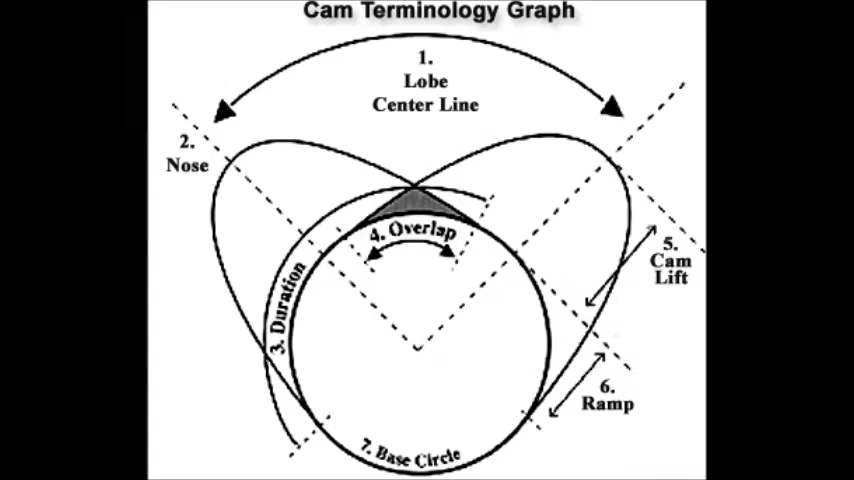 Cam Terminology Graph
1.
Lobe
Center Line
2.
Nose
4. Overlap
3. Duration
5.
Cam
Lift
6.
Ramp
7. Base Circle